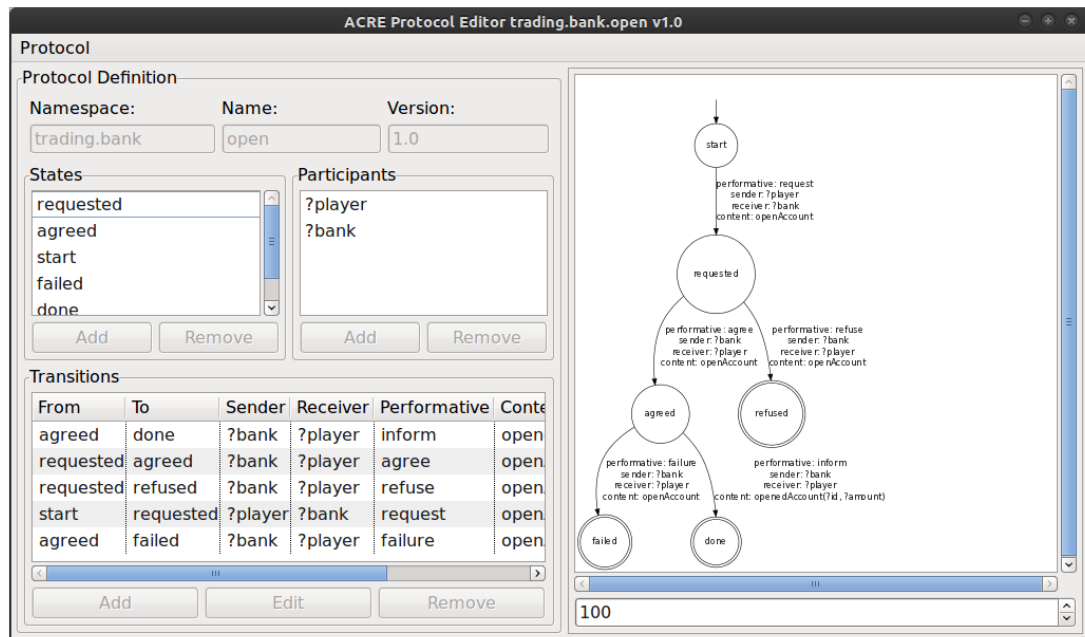 ACRE Protocol Editor trading.bank.open v1.0
Protocol
Protocol Definition
Namespace: Name: Version:
trading.bank open 1.0
States
requested
agreed
start
failed
done
Add Remove
Participants
?player
?bank
Add Remove
Transitions
From To Sender Receiver Performative Conte
agreed done ?bank ?player inform open
requested agreed ?bank ?player agree open.
requested refused ?bank ?player refuse open.
start requested ?player ?bank request open.
agreed failed ?bank ?player failure open.
Add Edit Remove
start
performative: request
sender: ?player
receiver: ?bank
content: openAccount
requested
performative: agree
sender: ?bank
receiver: ?player
content: openAccount
performative: refuse
sender: ?bank
receiver: ?player
content: openAccount
agreed
refused
performative: failure
sender: ?bank
receiver: ?player
content: openAccount
performative: inform
sender: ?bank
receiver: ?player
content: openedAccount(?id, ?amount)
failed
done
100